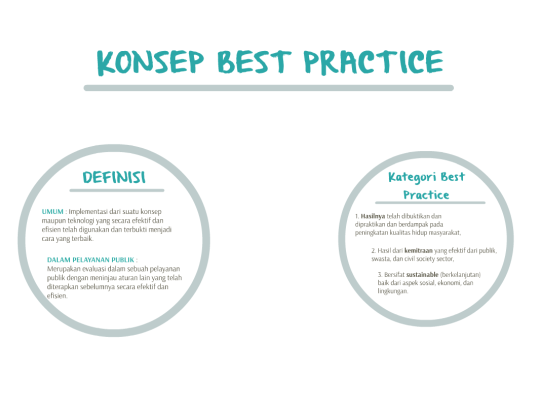 KONSEP BEST PRACTICE
DEFINISI
UMUM : Implementasi dari suatu konsep
maupun teknologi yang secara efektif dan
efisien telah digunakan dan terbukti menjadi
cara yang terbaik.
DALAM PELAYANAN PUBLIK :
Merupakan evaluasi dalam sebuah pelayanan
publik dengan meninjau aturan lain yang telah
diterapkan sebelumnya secara efektif dan
efisien.
Kategori Best
Practice
1. Hasilnya telah dibuktikan dan
dipraktikan dan berdampak pada
peningkatan kualitas hidup masyarakat.
2. Hasil dari kemitraan yang efektif dari publik,
swasta, dan civil society sector.
3. Bersifat sustainable (berkelanjutan)
baik dari aspek sosial, ekonomi, dan
lingkungan.